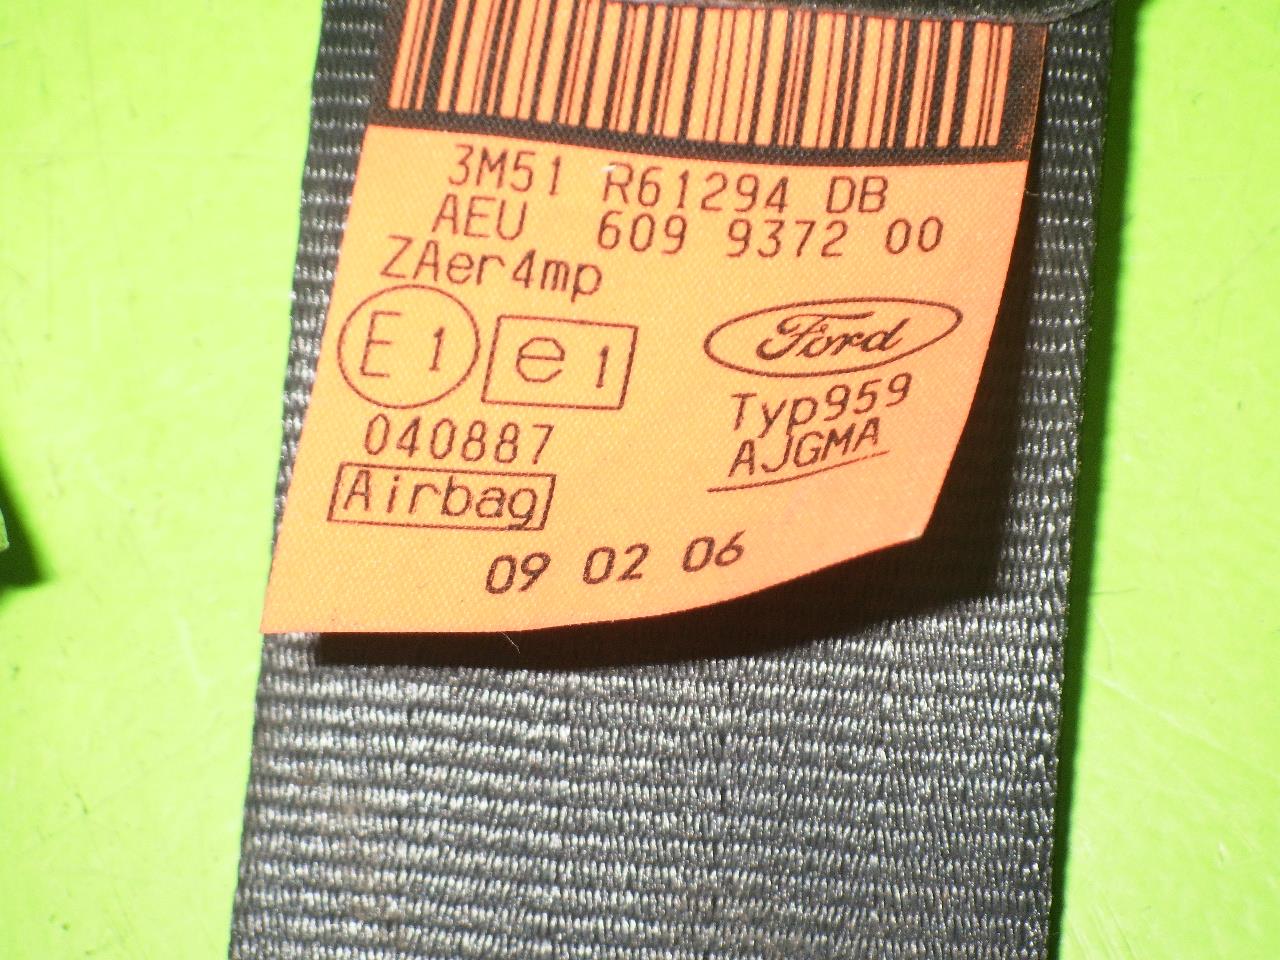 3M51 R61294 DB
AEU 609 9372 00
ZAer4mp
E1 e1 Ford
Typ959
040887 AJGMA
Airbag
09 02 06